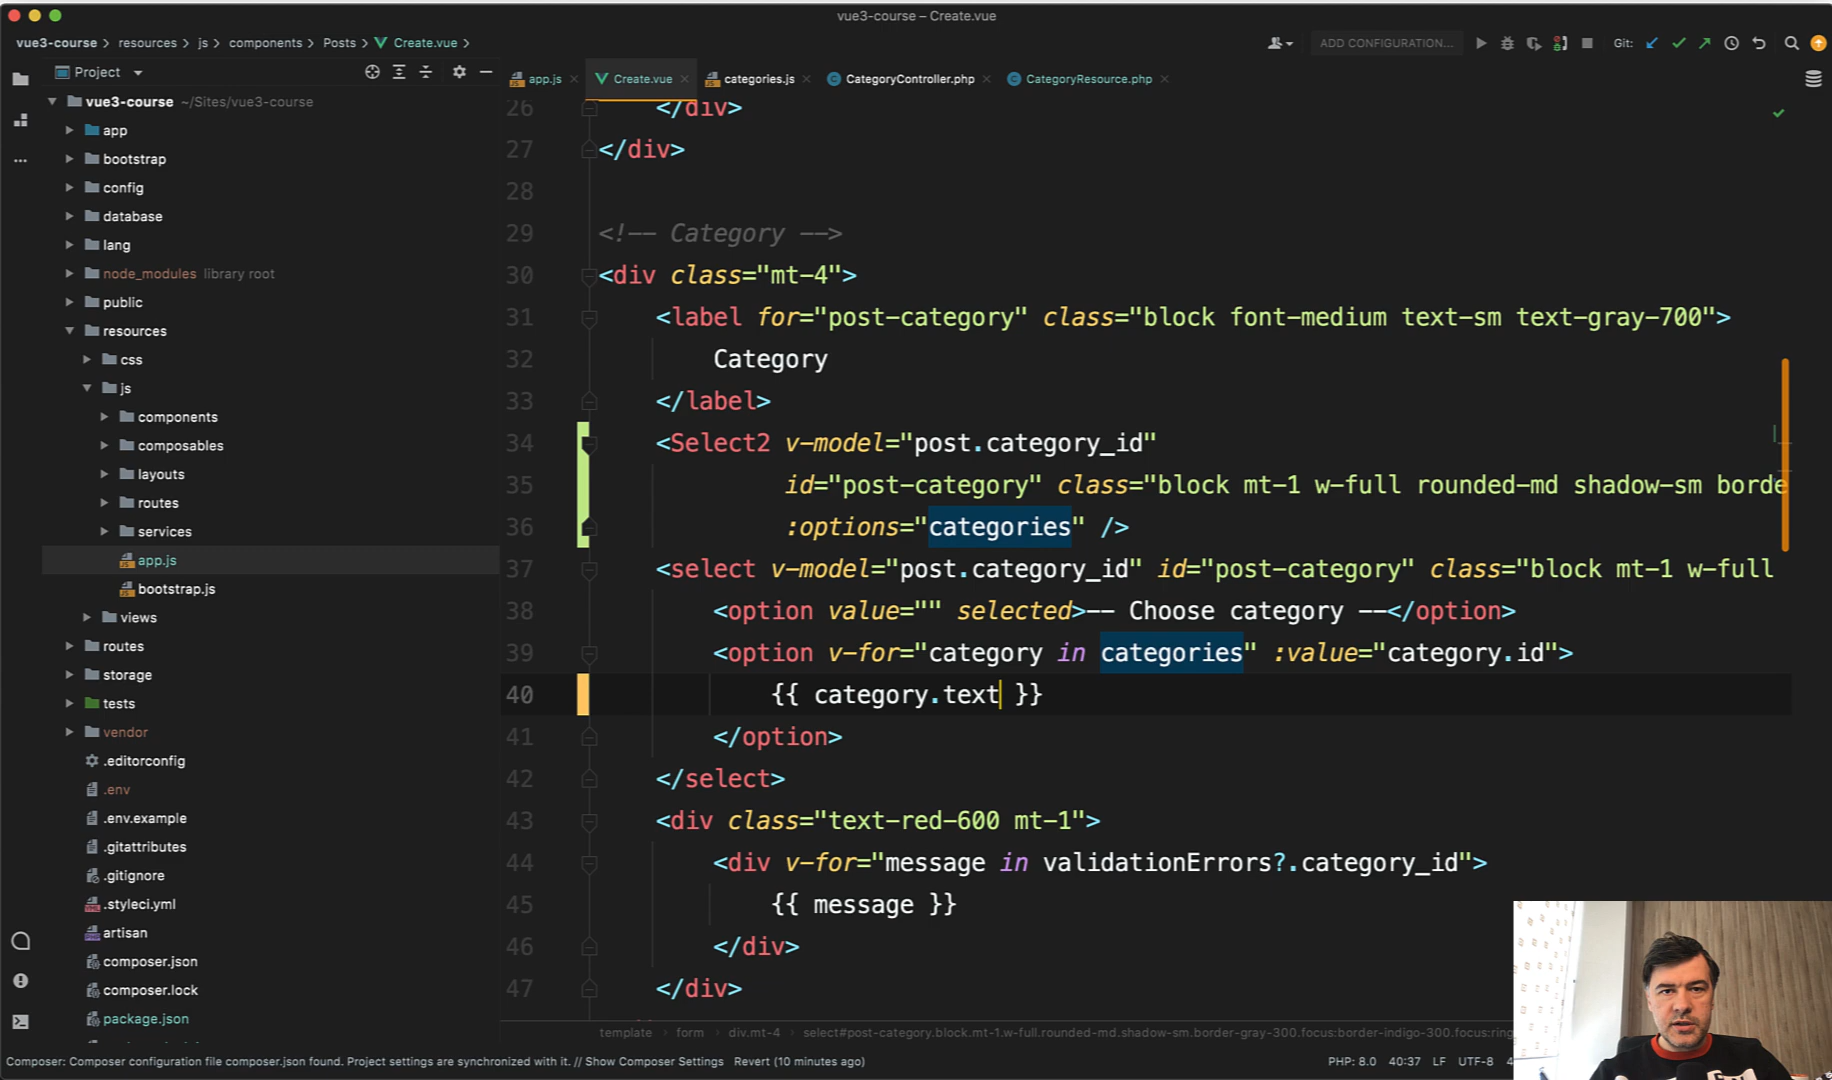 vue3-course – Create.vue
vue3-course resources js components Posts Create.vue
ADD CONFIGURATION... Git:
Project
app.js Create.vue categories.js CategoryController.php CategoryResource.php
vue3-course ~/Sites/vue3-course
app
bootstrap
config
database
lang
node_modules library root
public
resources
css
js
components
composables
layouts
routes
services
app.js
bootstrap.js
views
routes
storage
tests
vendor
.editorconfig
.env
.env.example
.gitattributes
.gitignore
.styleci.yml
artisan
composer.json
composer.lock
package.json
26 </div>
27 </div>
28
29 <!-- Category -->
30 <div class="mt-4">
31 <label for="post-category" class="block font-medium text-sm text-gray-700">
32 Category
33 </label>
34 <Select2 v-model="post.category_id"
35 id="post-category" class="block mt-1 w-full rounded-md shadow-sm borde
36 :options="categories" />
37 <select v-model="post.category_id" id="post-category" class="block mt-1 w-full
38 <option value="" selected>-- Choose category --</option>
39 <option v-for="category in categories" :value="category.id">
40 {{ category.text }}
41 </option>
42 </select>
43 <div class="text-red-600 mt-1">
44 <div v-for="message in validationErrors?.category_id">
45 {{ message }}
46 </div>
47 </div>
template form div.mt-4 select#post-category.block.mt-1.w-full.rounded-md.shadow-sm.border-gray-300.focus:border-indigo-300.focus:ring
Composer: Composer configuration file composer.json found. Project settings are synchronized with it. // Show Composer Settings Revert (10 minutes ago)
PHP: 8.0 40:37 LF UTF-8